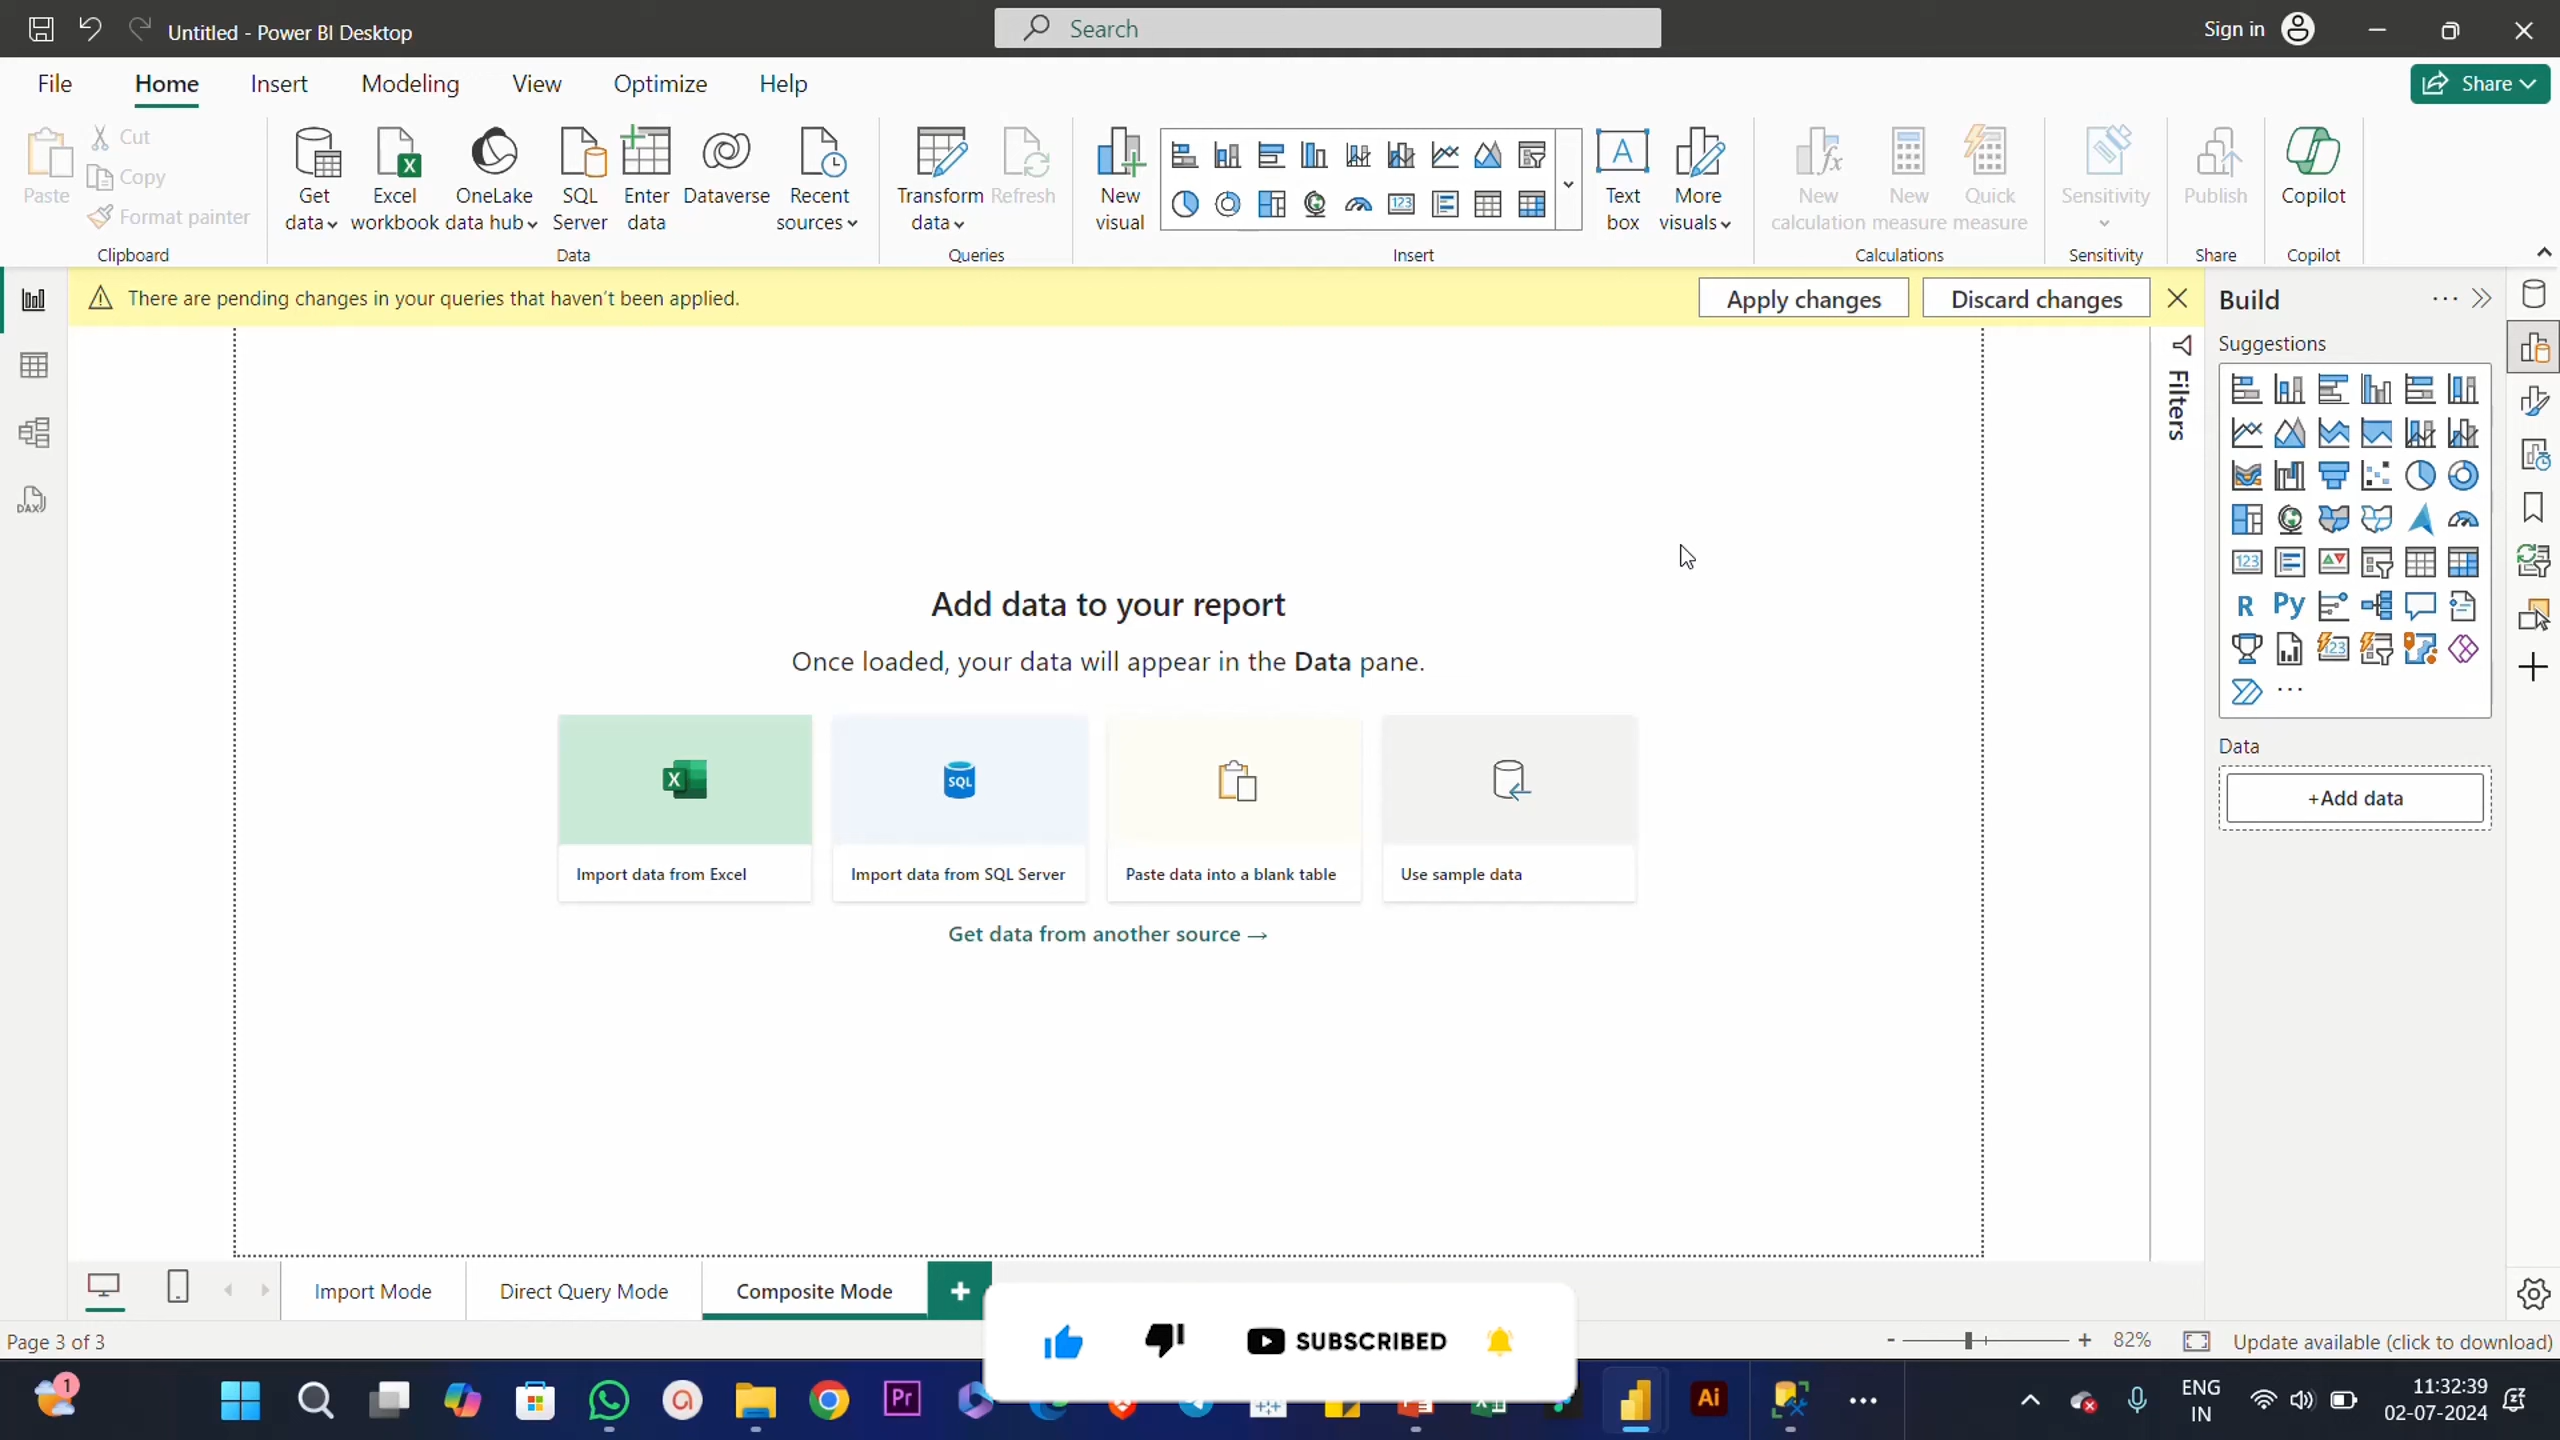 Untitled - Power BI Desktop
Search
Sign in
File
Home
Insert
Modeling
View
Optimize
Help
Share
Paste
Cut
Copy
Format painter
Clipboard
Get data
Excel workbook
OneLake data hub
SQL Server
Enter data
Dataverse
Recent sources
Data
Transform data
Refresh
Queries
New visual
Text box
More visuals
Insert
New calculation
New measure
Quick measure
Calculations
Sensitivity
Sensitivity
Publish
Share
Copilot
Copilot
There are pending changes in your queries that haven't been applied.
Apply changes
Discard changes
Build
Suggestions
Filters
R
Py
123
Data
+Add data
Add data to your report
Once loaded, your data will appear in the Data pane.
SQL
Import data from Excel
Import data from SQL Server
Paste data into a blank table
Use sample data
Get data from another source →
DAX
Import Mode
Direct Query Mode
Composite Mode
Page 3 of 3
SUBSCRIBED
82%
Update available (click to download)
1
Pr
Ai
ENG
IN
11:32:39
02-07-2024